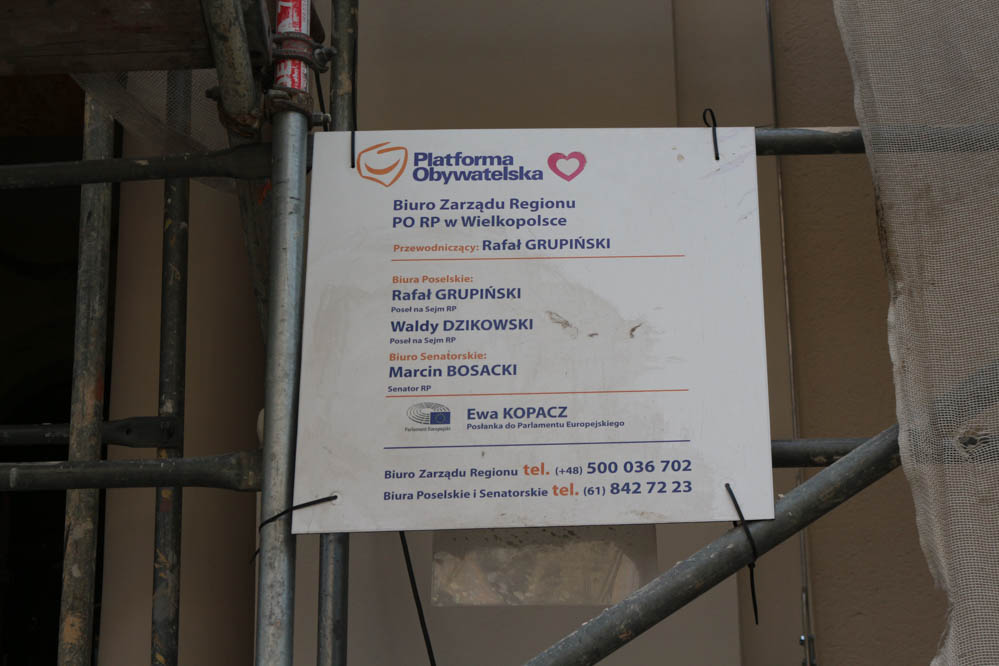 Platforma
Obywatelska
Biuro Zarządu Regionu
PO RP w Wielkopolsce
Przewodniczący: Rafał GRUPIŃSKI
Biura Poselskie:
Rafał GRUPIŃSKI
Poseł na Sejm RP
Waldy DZIKOWSKI
Poseł na Sejm RP
Biuro Senatorskie:
Marcin BOSACKI
Senator RP
Parlament Europejski
Ewa KOPACZ
Posłanka do Parlamentu Europejskiego
Biuro Zarządu Regionu tel. (+48) 500 036 702
Biura Poselskie i Senatorskie tel. (61) 842 72 23